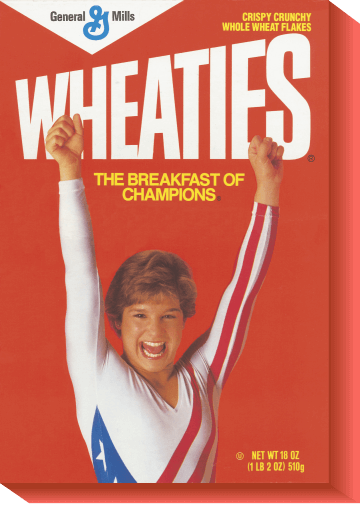 General G Mills
CRISPY CRUNCHY
WHOLE WHEAT FLAKES
WHEATIES®
THE BREAKFAST OF
CHAMPIONS®
Ⓤ NET WT 18 OZ
(1 LB 2 OZ) 510g